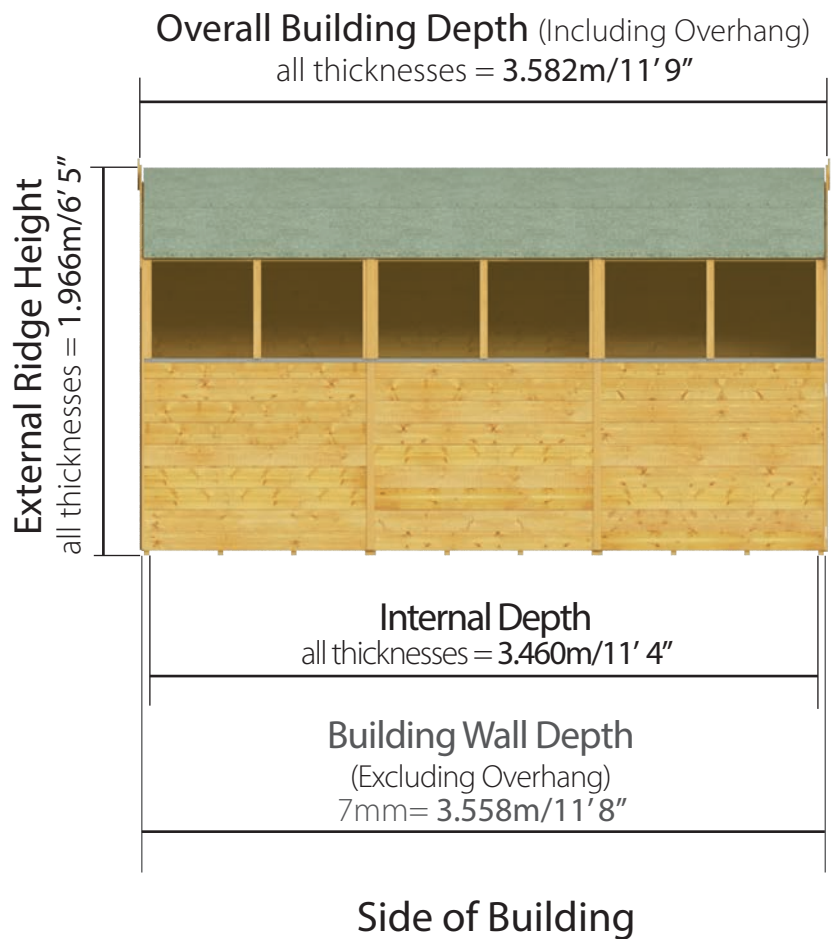 Overall Building Depth (Including Overhang)
all thicknesses = 3.582m/11’9”
External Ridge Height
all thicknesses = 1.966m/6’5”
Internal Depth
all thicknesses = 3.460m/11’ 4”
Building Wall Depth
(Excluding Overhang)
7mm= 3.558m/11’8”
Side of Building